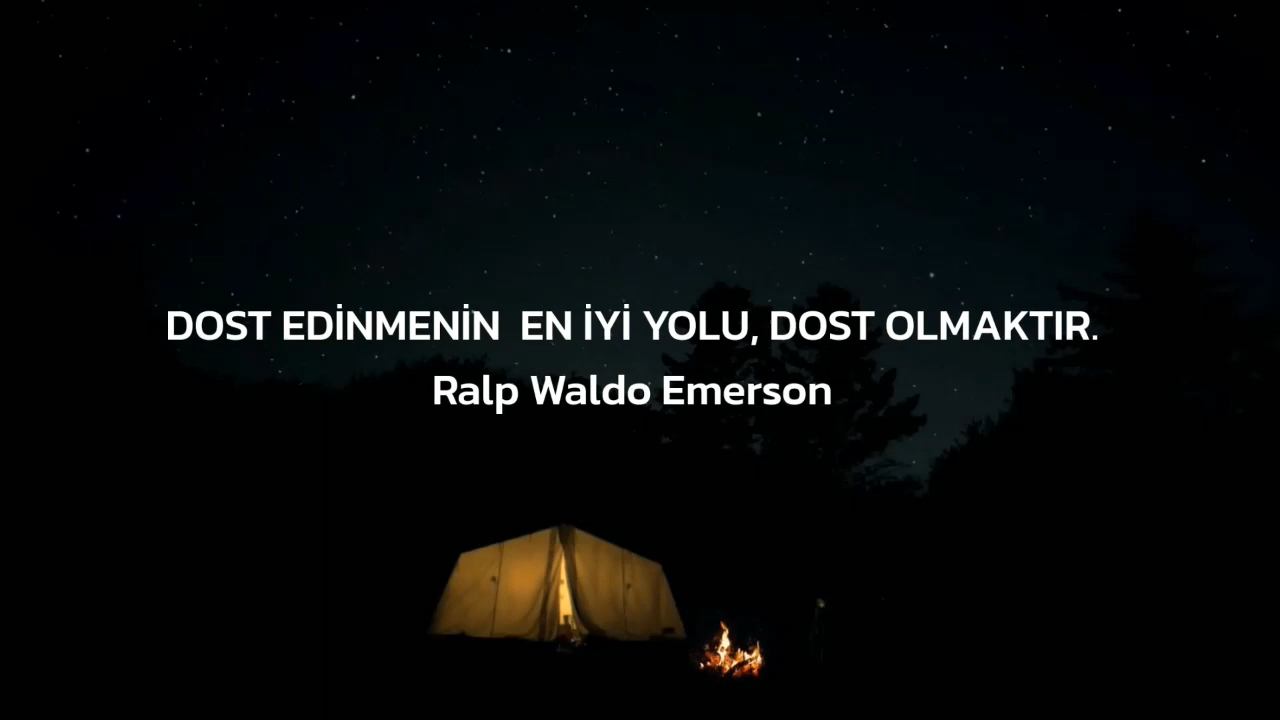 DOST EDİNMENİN  EN İYİ YOLU, DOST OLMAKTIR.
Ralp Waldo Emerson